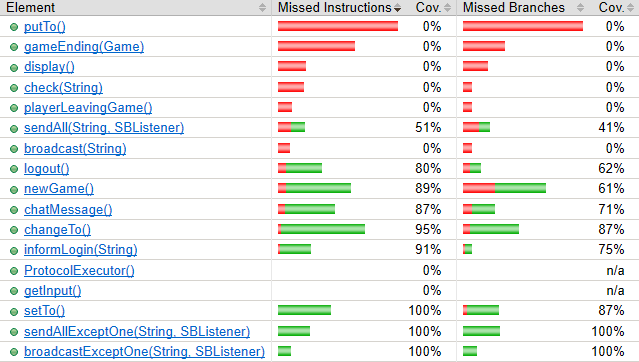 Element Missed Instructions Cov. Missed Branches Cov.
putTo() 0% 0%
gameEnding(Game) 0% 0%
display() 0% 0%
check(String) 0% 0%
playerLeavingGame() 0% 0%
sendAll(String, SBListener) 51% 41%
broadcast(String) 0% 0%
logout() 80% 62%
newGame() 89% 61%
chatMessage() 87% 71%
changeTo() 95% 87%
informLogin(String) 91% 75%
ProtocolExecutor() 0% n/a
getInput() 0% n/a
setTo() 100% 87%
sendAllExceptOne(String, SBListener) 100% 100%
broadcastExceptOne(String, SBListener) 100% 100%